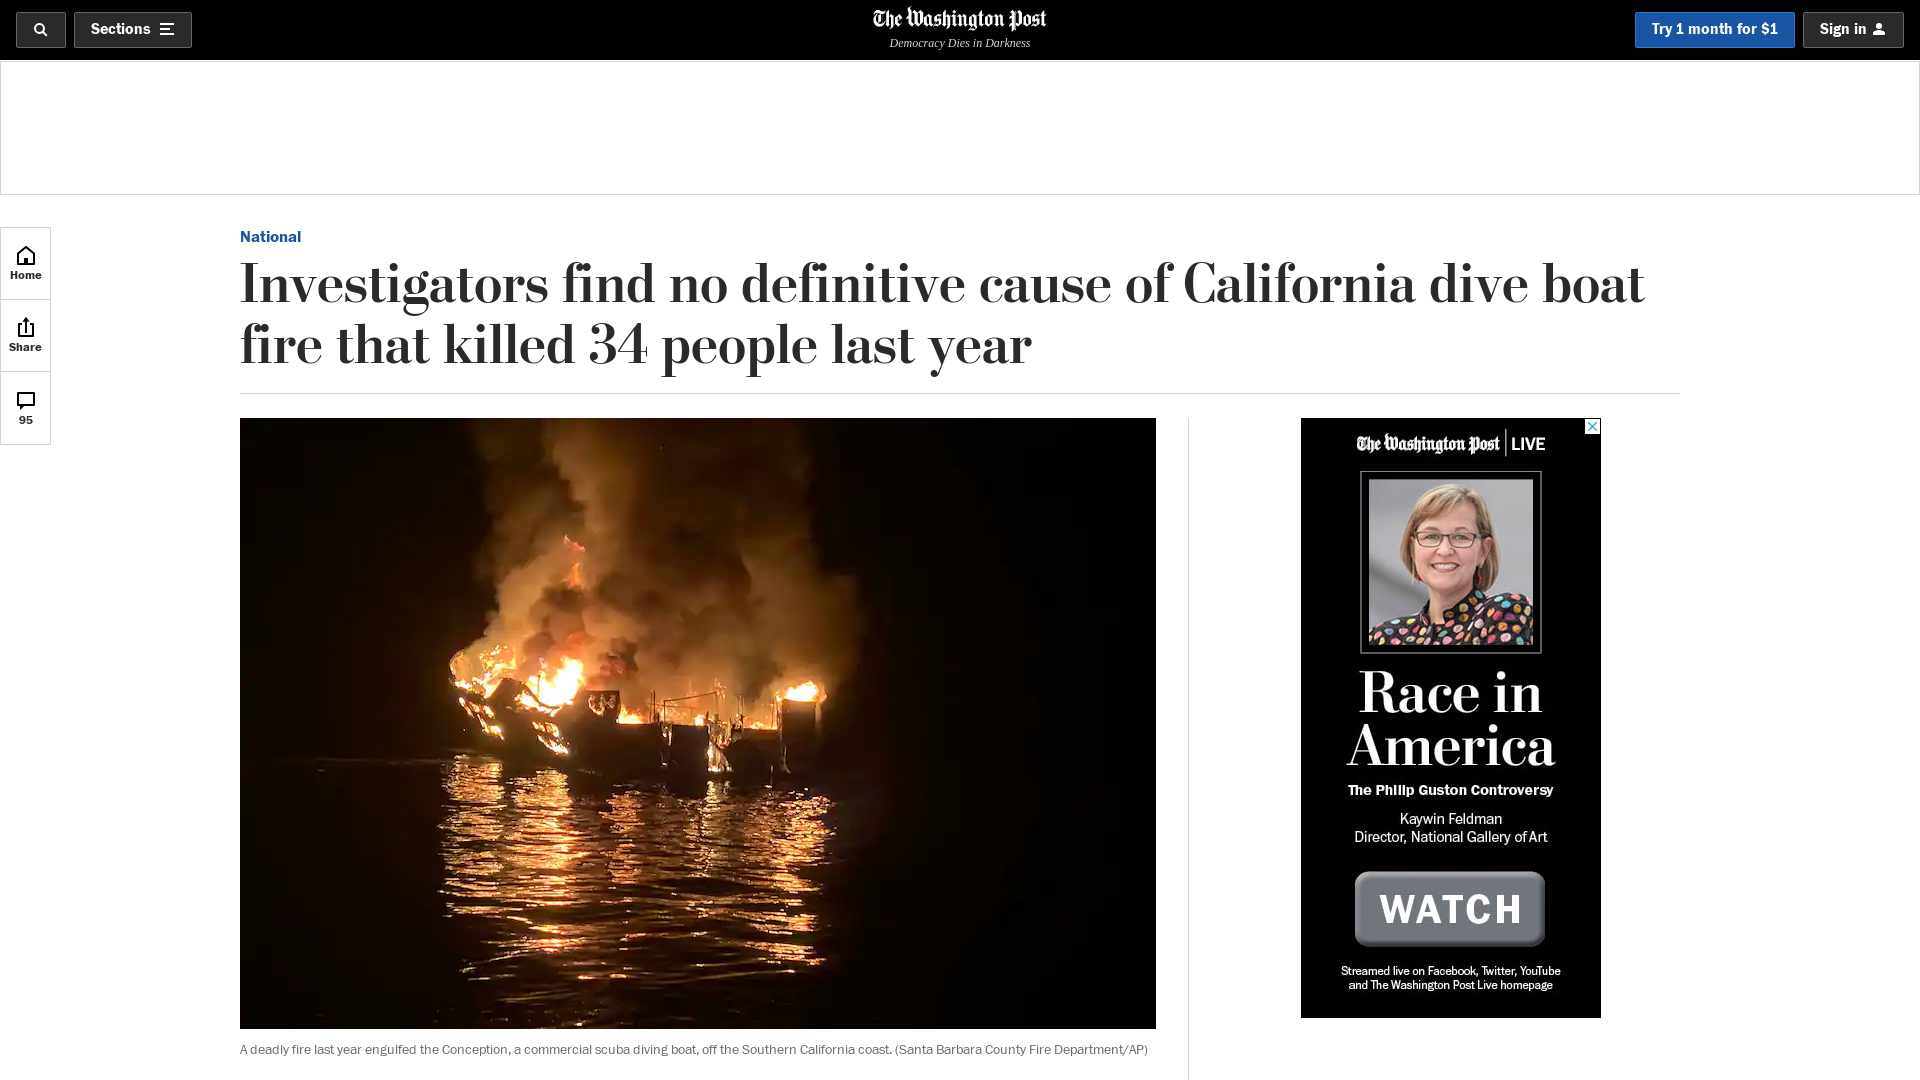 Sections
The Washington Post
Democracy Dies in Darkness
Try 1 month for $1
Sign in
Home
Share
95
National
Investigators find no definitive cause of California dive boat
fire that killed 34 people last year
A deadly fire last year engulfed the Conception, a commercial scuba diving boat, off the Southern California coast. (Santa Barbara County Fire Department/AP)
The Washington Post LIVE
Race in
America
The Philip Guston Controversy
Kaywin Feldman
Director, National Gallery of Art
WATCH
Streamed live on Facebook, Twitter, YouTube
and The Washington Post Live homepage